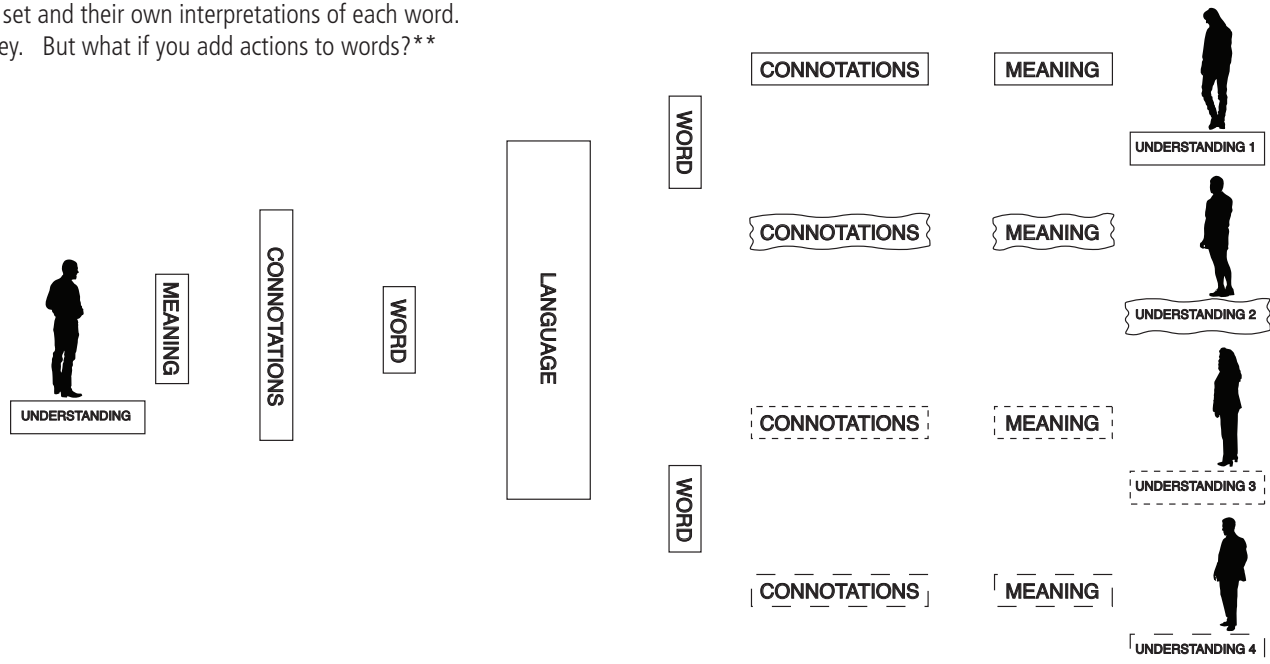 set and their own interpretations of each word.
ey. But what if you add actions to words?**
UNDERSTANDING
MEANING
CONNOTATIONS
WORD
LANGUAGE
WORD
CONNOTATIONS
MEANING
UNDERSTANDING 1
CONNOTATIONS
MEANING
UNDERSTANDING 2
WORD
CONNOTATIONS
MEANING
UNDERSTANDING 3
CONNOTATIONS
MEANING
UNDERSTANDING 4